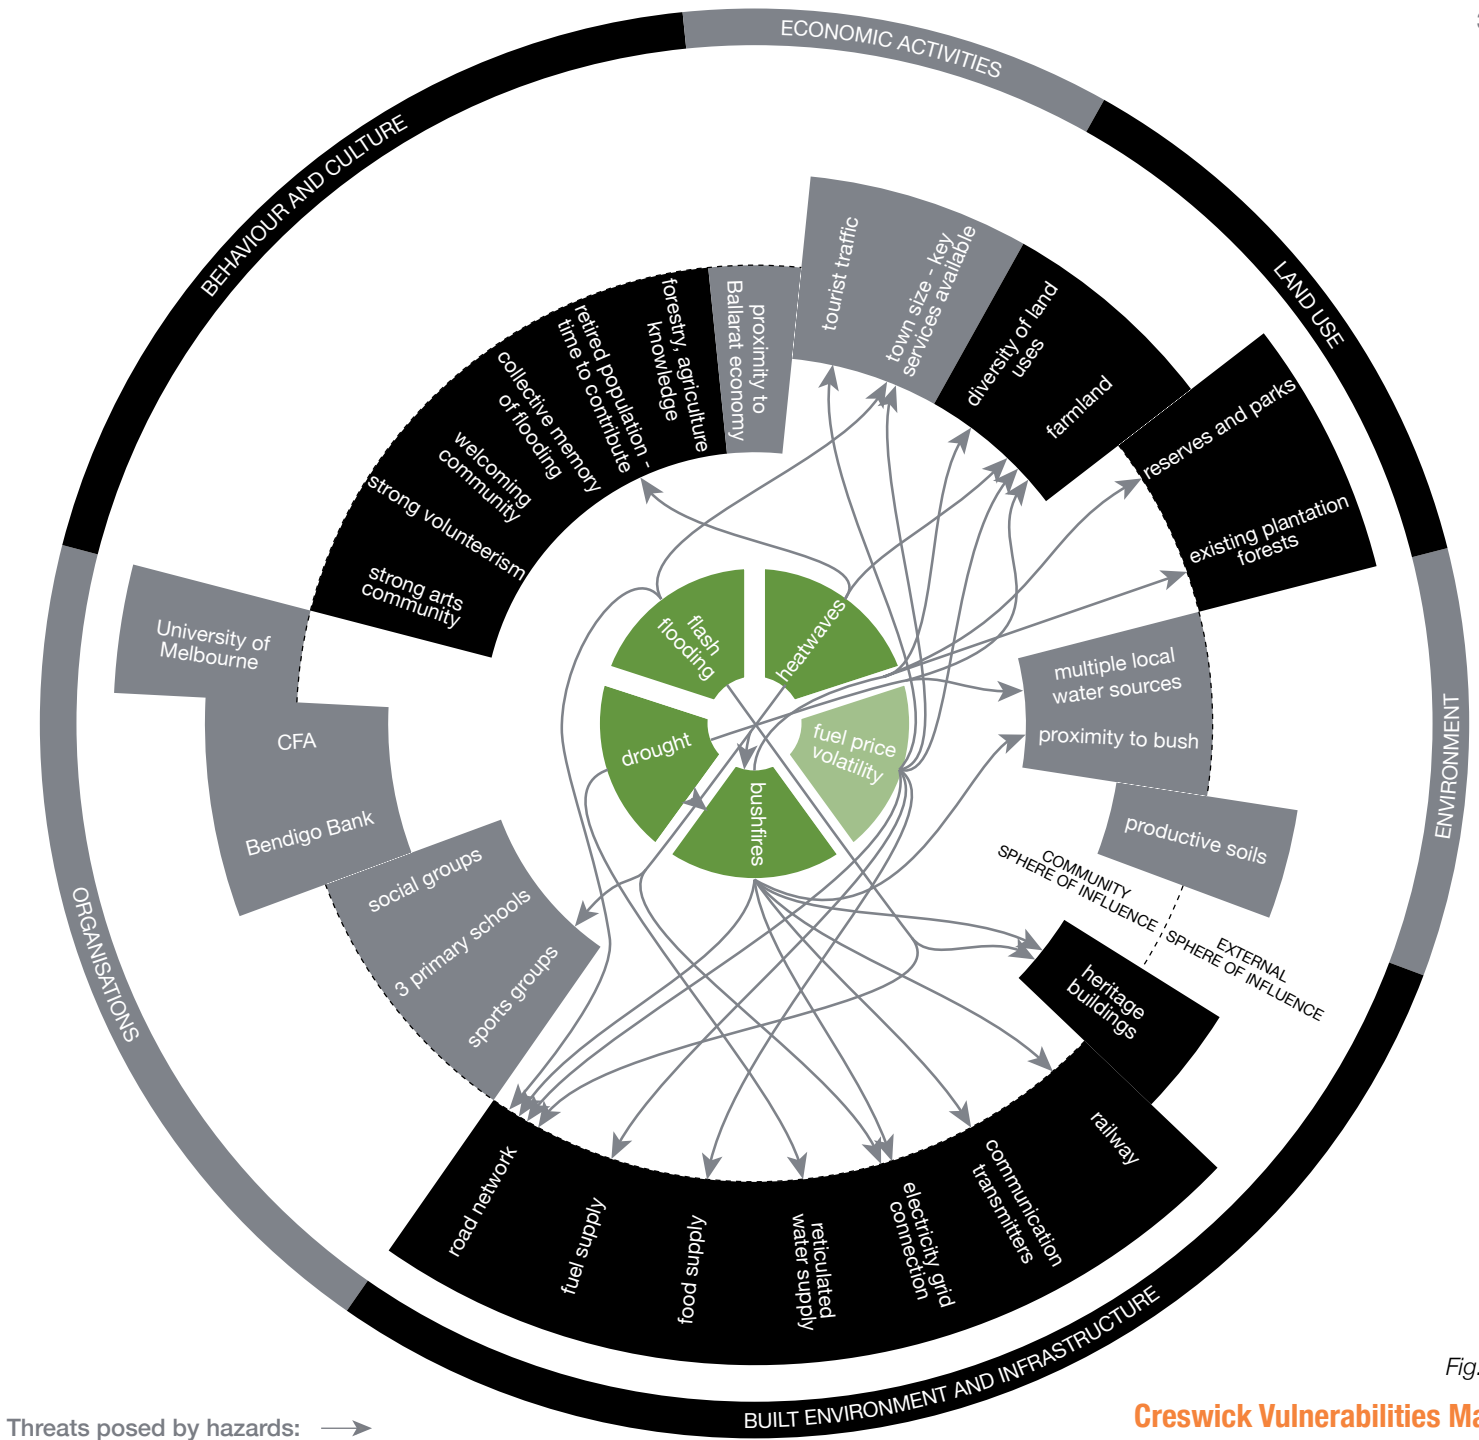 ECONOMIC ACTIVITIES
BEHAVIOUR AND CULTURE
LAND USE
ENVIRONMENT
ORGANISATIONS
BUILT ENVIRONMENT AND INFRASTRUCTURE
tourist traffic
town size - key
services available
proximity to
Ballarat economy
forestry, agriculture
knowledge
retired population -
time to contribute
collective memory
of flooding
welcoming
community
strong volunteerism
strong arts
community
diversity of land
uses
farmland
reserves and parks
existing plantation
forests
multiple local
water sources
proximity to bush
productive soils
COMMUNITY
SPHERE OF INFLUENCE
EXTERNAL
SPHERE OF INFLUENCE
University of
Melbourne
CFA
Bendigo Bank
social groups
3 primary schools
sports groups
flash
flooding
heatwaves
drought
fuel price
volatility
bushfires
heritage
buildings
railway
communication
transmitters
electricity grid
connection
reticulated
water supply
food supply
fuel supply
road network
Fig.
Creswick Vulnerabilities Ma
Threats posed by hazards: